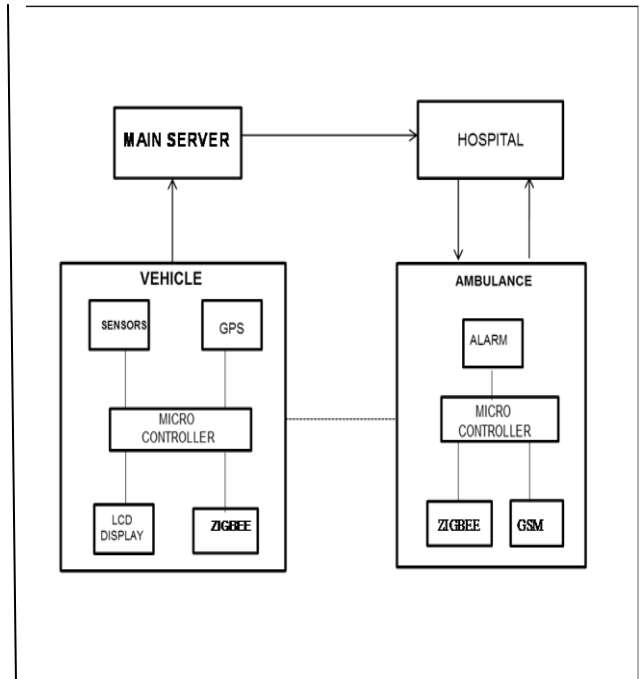 MAIN SERVER
HOSPITAL
VEHICLE
SENSORS
GPS
MICRO
CONTROLLER
LCD
DISPLAY
ZIGBEE
AMBULANCE
ALARM
MICRO
CONTROLLER
ZIGBEE
GSM